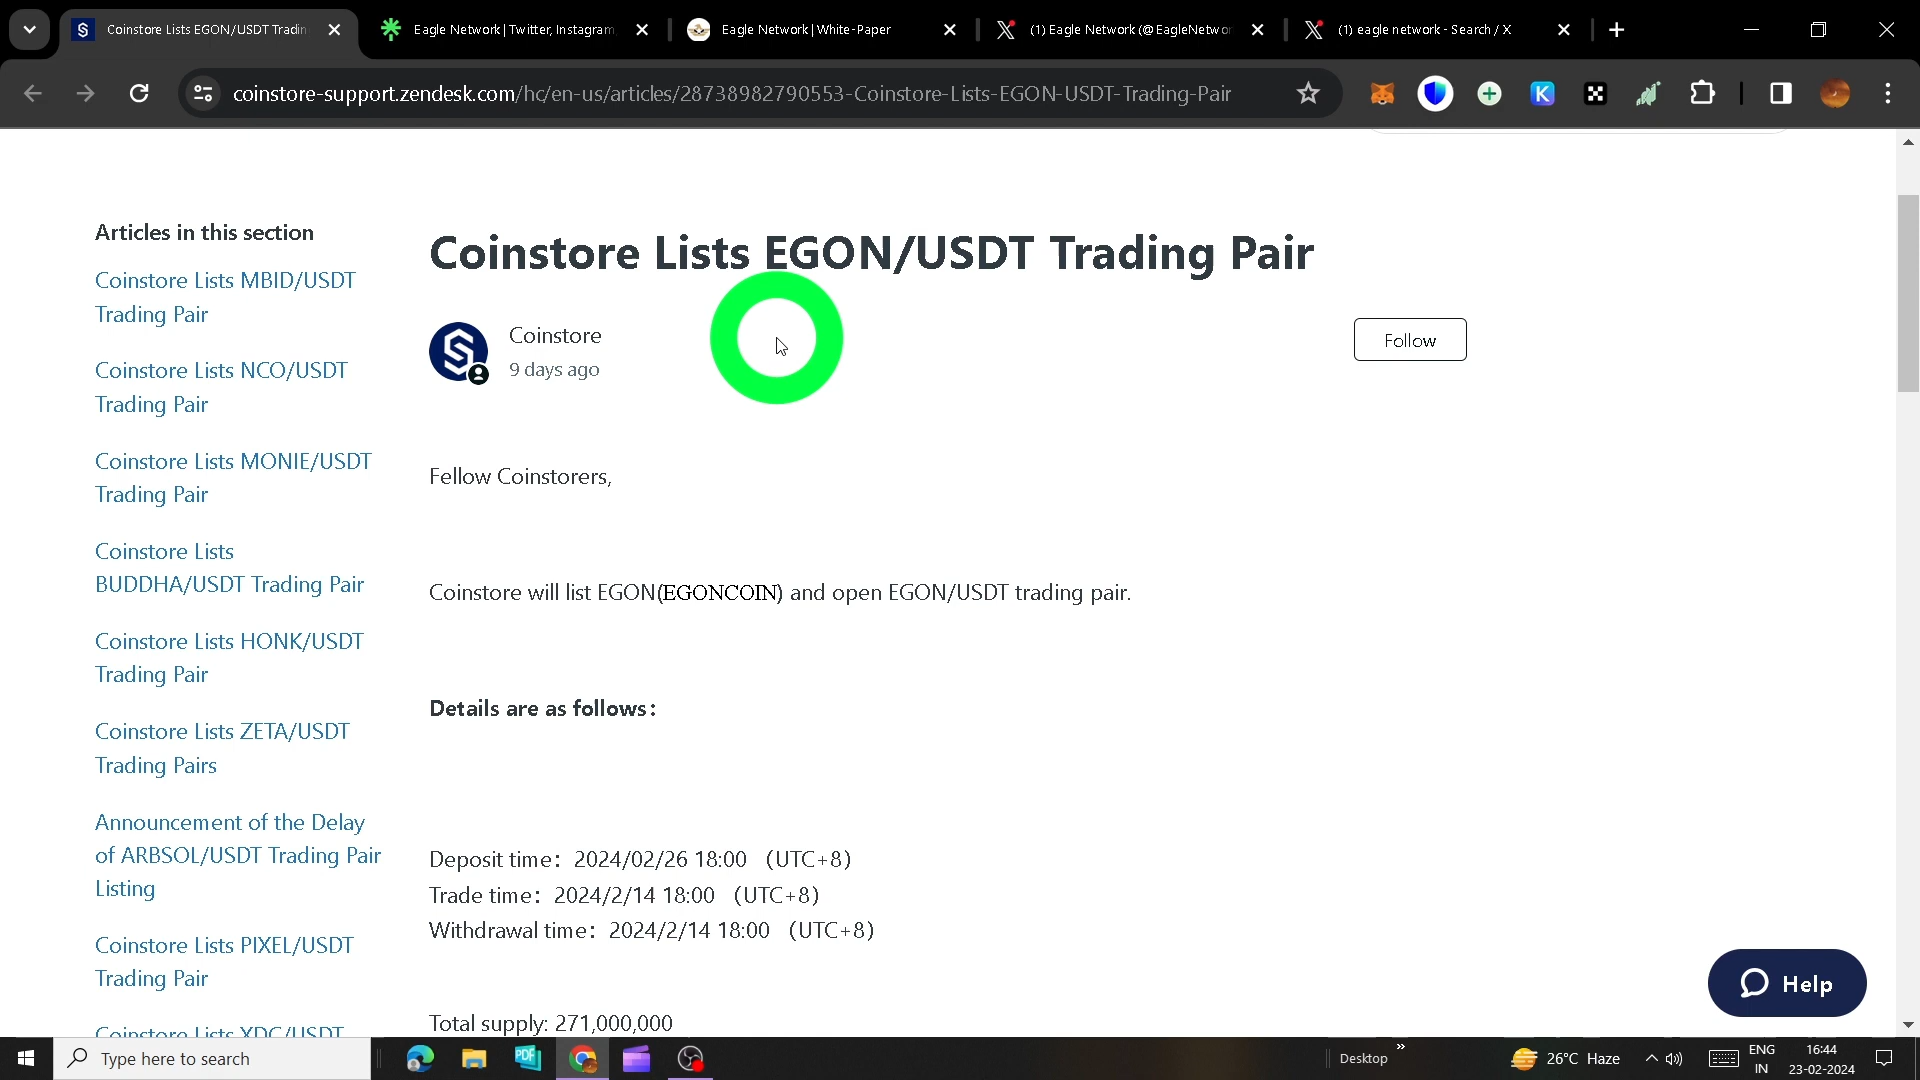 Coinstore Lists EGON/USDT Tradin
Eagle Network | Twitter, Instagram,
Eagle Network | White-Paper
(1) Eagle Network (@EagleNetwor
(1) eagle network - Search / X
coinstore-support.zendesk.com/hc/en-us/articles/28738982790553-Coinstore-Lists-EGON-USDT-Trading-Pair
Articles in this section
Coinstore Lists MBID/USDT
Trading Pair
Coinstore Lists NCO/USDT
Trading Pair
Coinstore Lists MONIE/USDT
Trading Pair
Coinstore Lists
BUDDHA/USDT Trading Pair
Coinstore Lists HONK/USDT
Trading Pair
Coinstore Lists ZETA/USDT
Trading Pairs
Announcement of the Delay
of ARBSOL/USDT Trading Pair
Listing
Coinstore Lists PIXEL/USDT
Trading Pair
Coinstore Lists XDC/USDT
Coinstore Lists EGON/USDT Trading Pair
Coinstore
9 days ago
Follow
Fellow Coinstorers,
Coinstore will list EGON(EGONCOIN) and open EGON/USDT trading pair.
Details are as follows：
Deposit time：2024/02/26 18:00 （UTC+8）
Trade time：2024/2/14 18:00 （UTC+8）
Withdrawal time：2024/2/14 18:00 （UTC+8）
Total supply: 271,000,000
Help
Type here to search
PDF
Desktop
26°C Haze
ENG
IN
16:44
23-02-2024